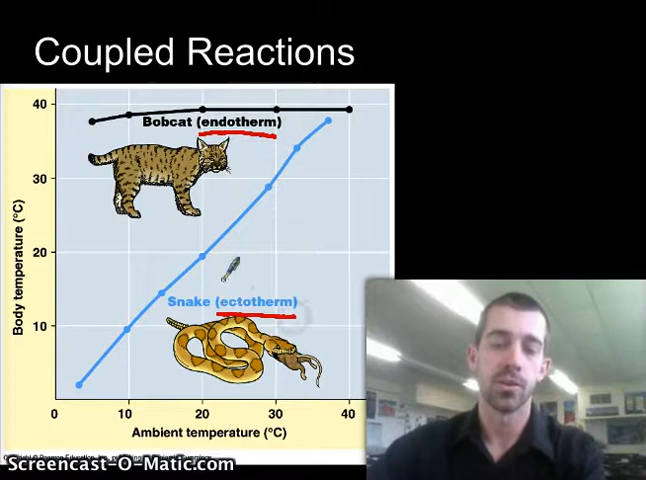 Coupled Reactions
40
30
20
10
Body temperature (°C)
Bobcat (endotherm)
Snake (ectotherm)
0 10 20 30 40
Ambient temperature (°C)
Screencast-O-Matic.com